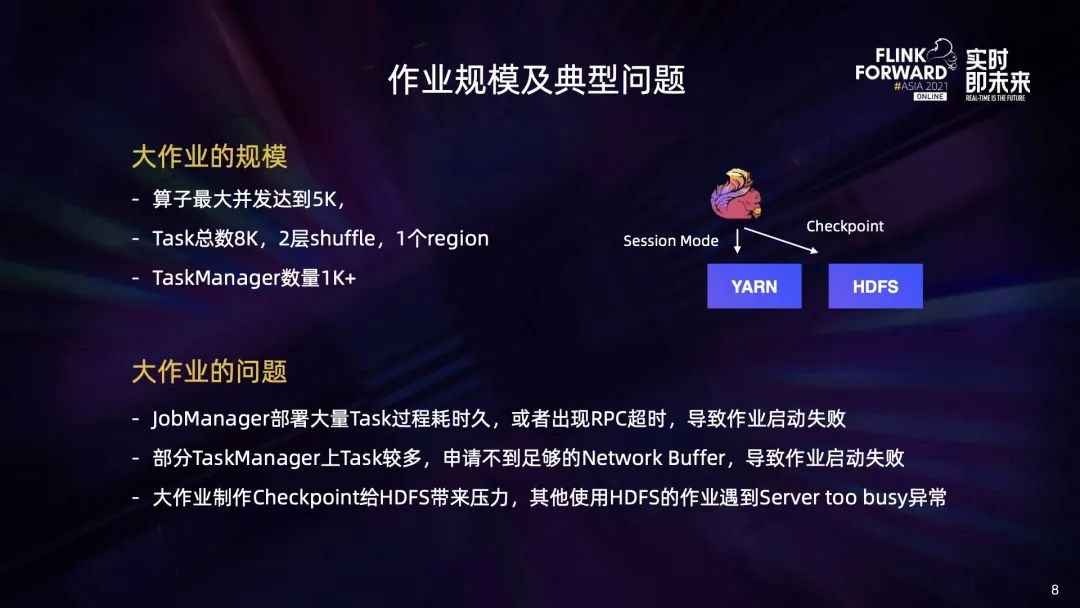 作业规模及典型问题
FLINK
FORWARD
#ASIA 2021
ONLINE
实时
即未来
REAL-TIME IS THE FUTURE
大作业的规模
- 算子最大并发达到5K，
- Task总数8K，2层shuffle，1个region
- TaskManager数量1K+
Checkpoint
Session Mode
YARN
HDFS
大作业的问题
- JobManager部署大量Task过程耗时久，或者出现RPC超时，导致作业启动失败
- 部分TaskManager上Task较多，申请不到足够的Network Buffer，导致作业启动失败
- 大作业制作Checkpoint给HDFS带来压力，其他使用HDFS的作业遇到Server too busy异常
8